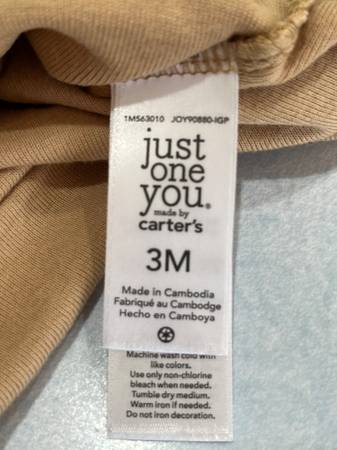 1M563010 JOY90880-IGP
just
one
you.
made by
carter's
3M
Made in Cambodia
Fabriqué au Cambodge
Hecho en Camboya
Machine wash cold with
like colors.
Use only non-chlorine
bleach when needed.
Tumble dry medium.
Warm iron if needed.
Do not iron decoration.